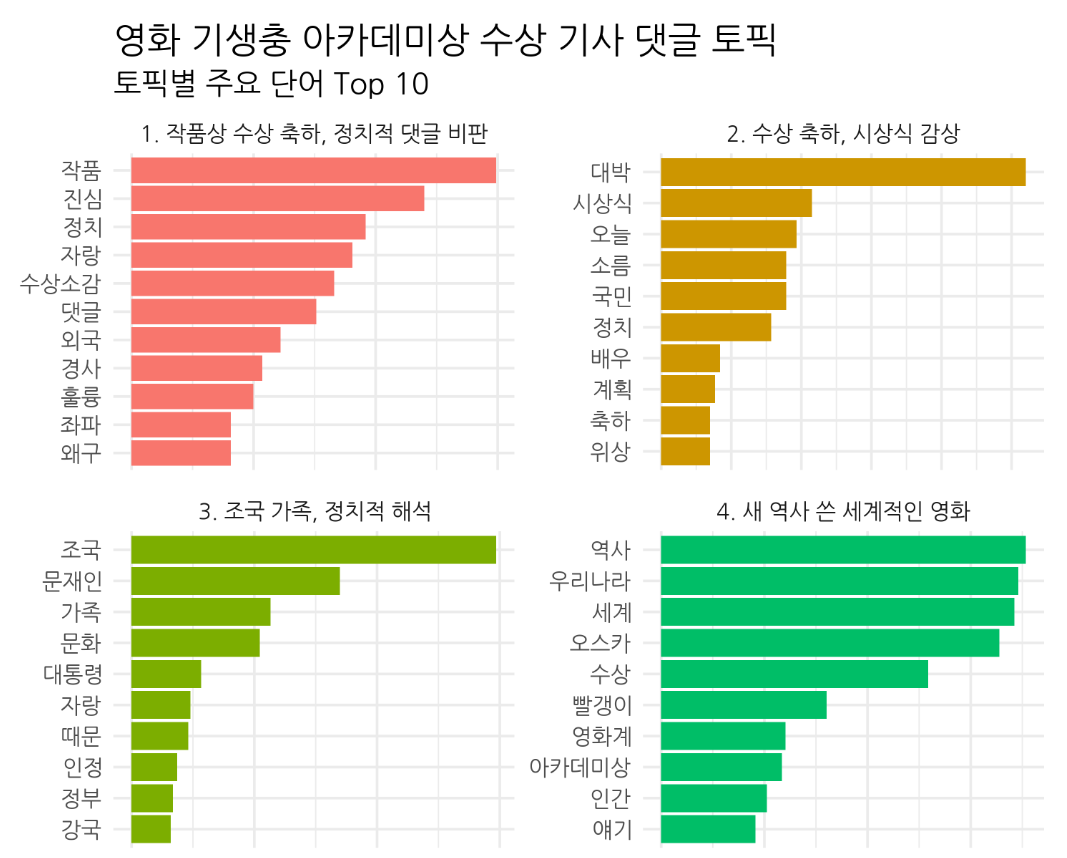 영화 기생충 아카데미상 수상 기사 댓글 토픽
토픽별 주요 단어 Top 10
1. 작품상 수상 축하, 정치적 댓글 비판
작품
진심
정치
자랑
수상소감
댓글
외국
경사
훌륭
좌파
왜구
2. 수상 축하, 시상식 감상
대박
시상식
오늘
소름
국민
정치
배우
계획
축하
위상
3. 조국 가족, 정치적 해석
조국
문재인
가족
문화
대통령
자랑
때문
인정
정부
강국
4. 새 역사 쓴 세계적인 영화
역사
우리나라
세계
오스카
수상
빨갱이
영화계
아카데미상
인간
얘기